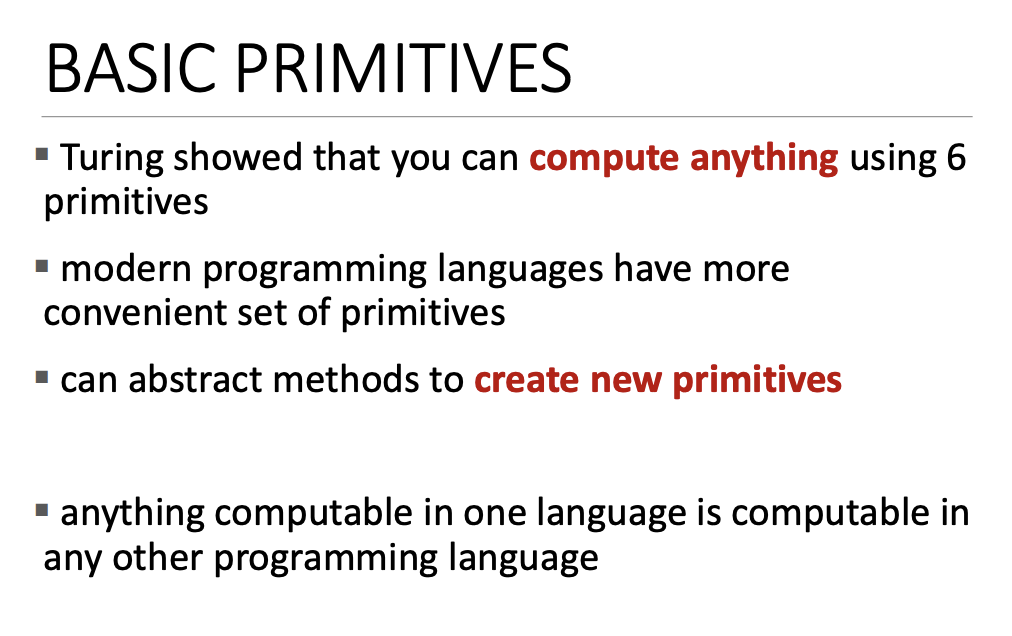 BASIC PRIMITIVES
▪ Turing showed that you can compute anything using 6
primitives
▪ modern programming languages have more
convenient set of primitives
▪ can abstract methods to create new primitives
▪ anything computable in one language is computable in
any other programming language